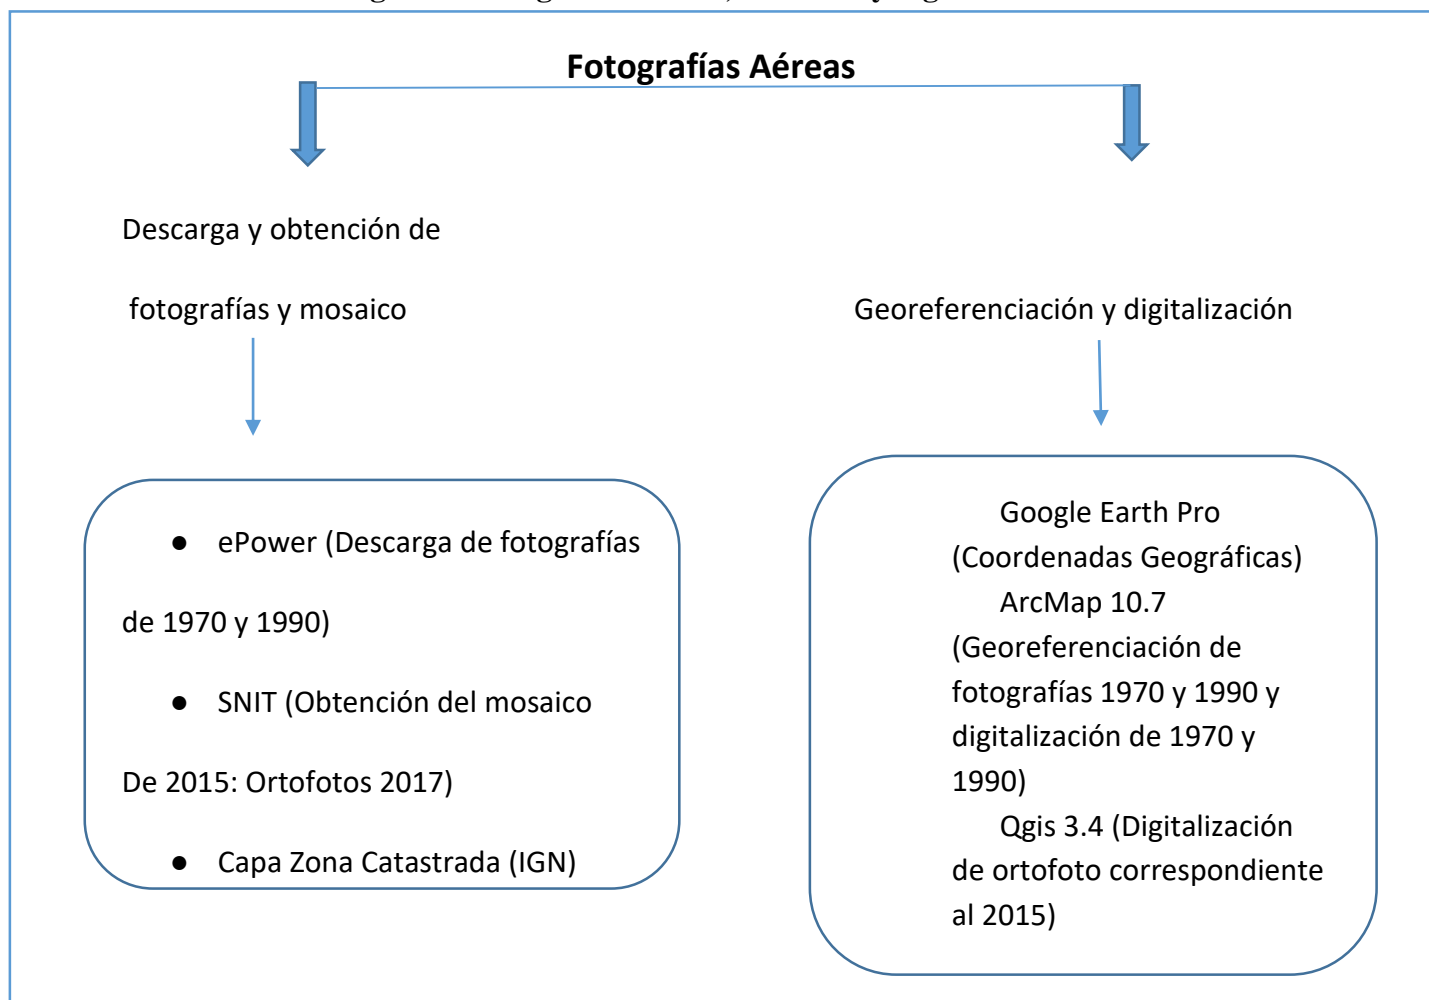 Fotografías Aéreas
Descarga y obtención de
fotografías y mosaico
Georeferenciación y digitalización
● ePower (Descarga de fotografías
de 1970 y 1990)
● SNIT (Obtención del mosaico
De 2015: Ortofotos 2017)
● Capa Zona Catastrada (IGN)
Google Earth Pro
(Coordenadas Geográficas)
ArcMap 10.7
(Georeferenciación de
fotografías 1970 y 1990 y
digitalización de 1970 y
1990)
Qgis 3.4 (Digitalización
de ortofoto correspondiente
al 2015)